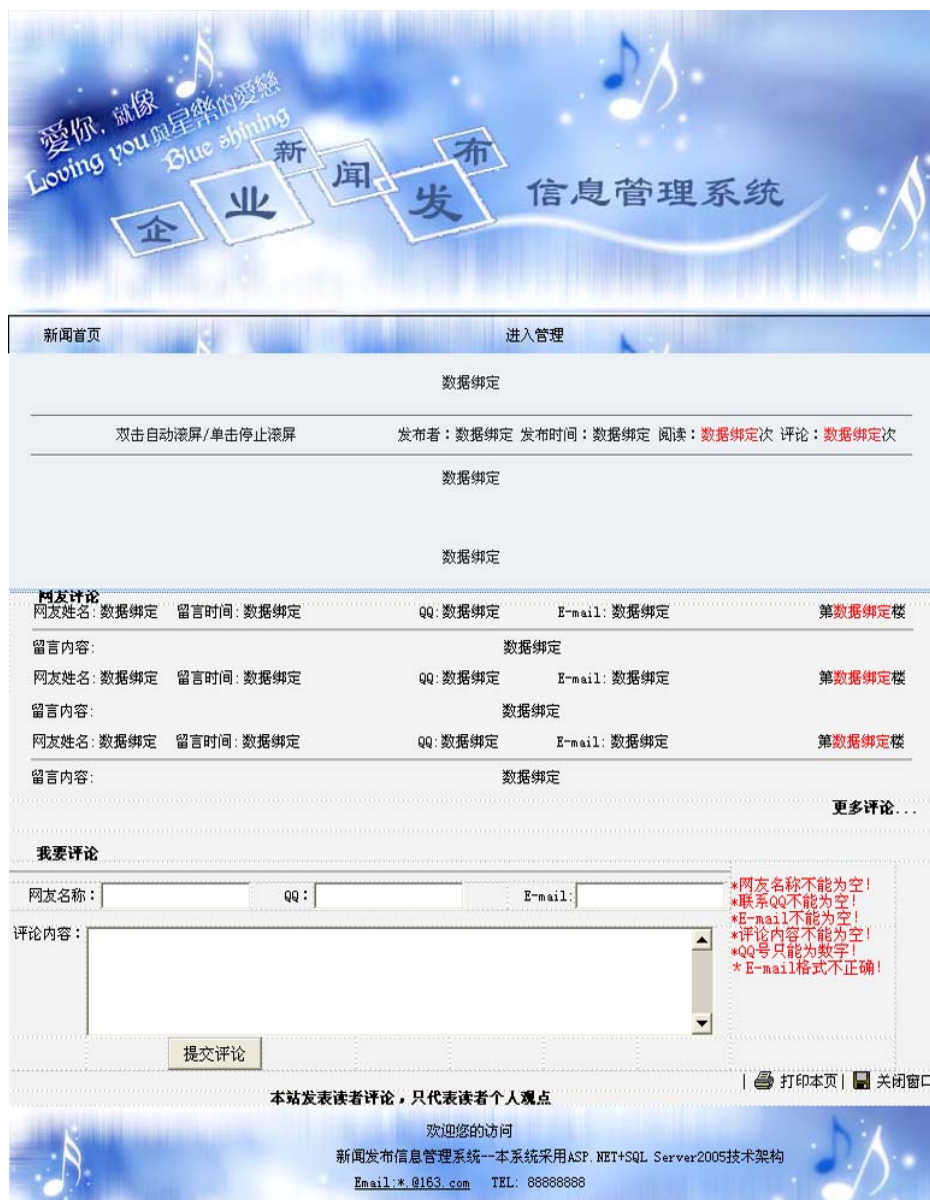 愛你, 就像
與星樂的愛戀
Loving you
Blue shining
企业新闻发布
信息管理系统
新闻首页 进入管理
数据绑定
双击自动滚屏/单击停止滚屏 发布者：数据绑定 发布时间：数据绑定 阅读：数据绑定次 评论：数据绑定次
数据绑定
数据绑定
网友评论
网友姓名:数据绑定 留言时间:数据绑定 QQ:数据绑定 E-mail:数据绑定 第数据绑定楼
留言内容: 数据绑定
网友姓名:数据绑定 留言时间:数据绑定 QQ:数据绑定 E-mail:数据绑定 第数据绑定楼
留言内容: 数据绑定
网友姓名:数据绑定 留言时间:数据绑定 QQ:数据绑定 E-mail:数据绑定 第数据绑定楼
留言内容: 数据绑定
更多评论...
我要评论
网友名称： QQ： E-mail:
*网友名称不能为空!
*联系QQ不能为空!
*E-mail不能为空!
*评论内容不能为空!
*QQ号只能为数字!
*E-mail格式不正确!
评论内容：
提交评论
| 打印本页| 关闭窗口
本站发表读者评论，只代表读者个人观点
欢迎您的访问
新闻发布信息管理系统--本系统采用ASP.NET+SQL Server2005技术架构
Email:*.@163.com TEL: 88888888